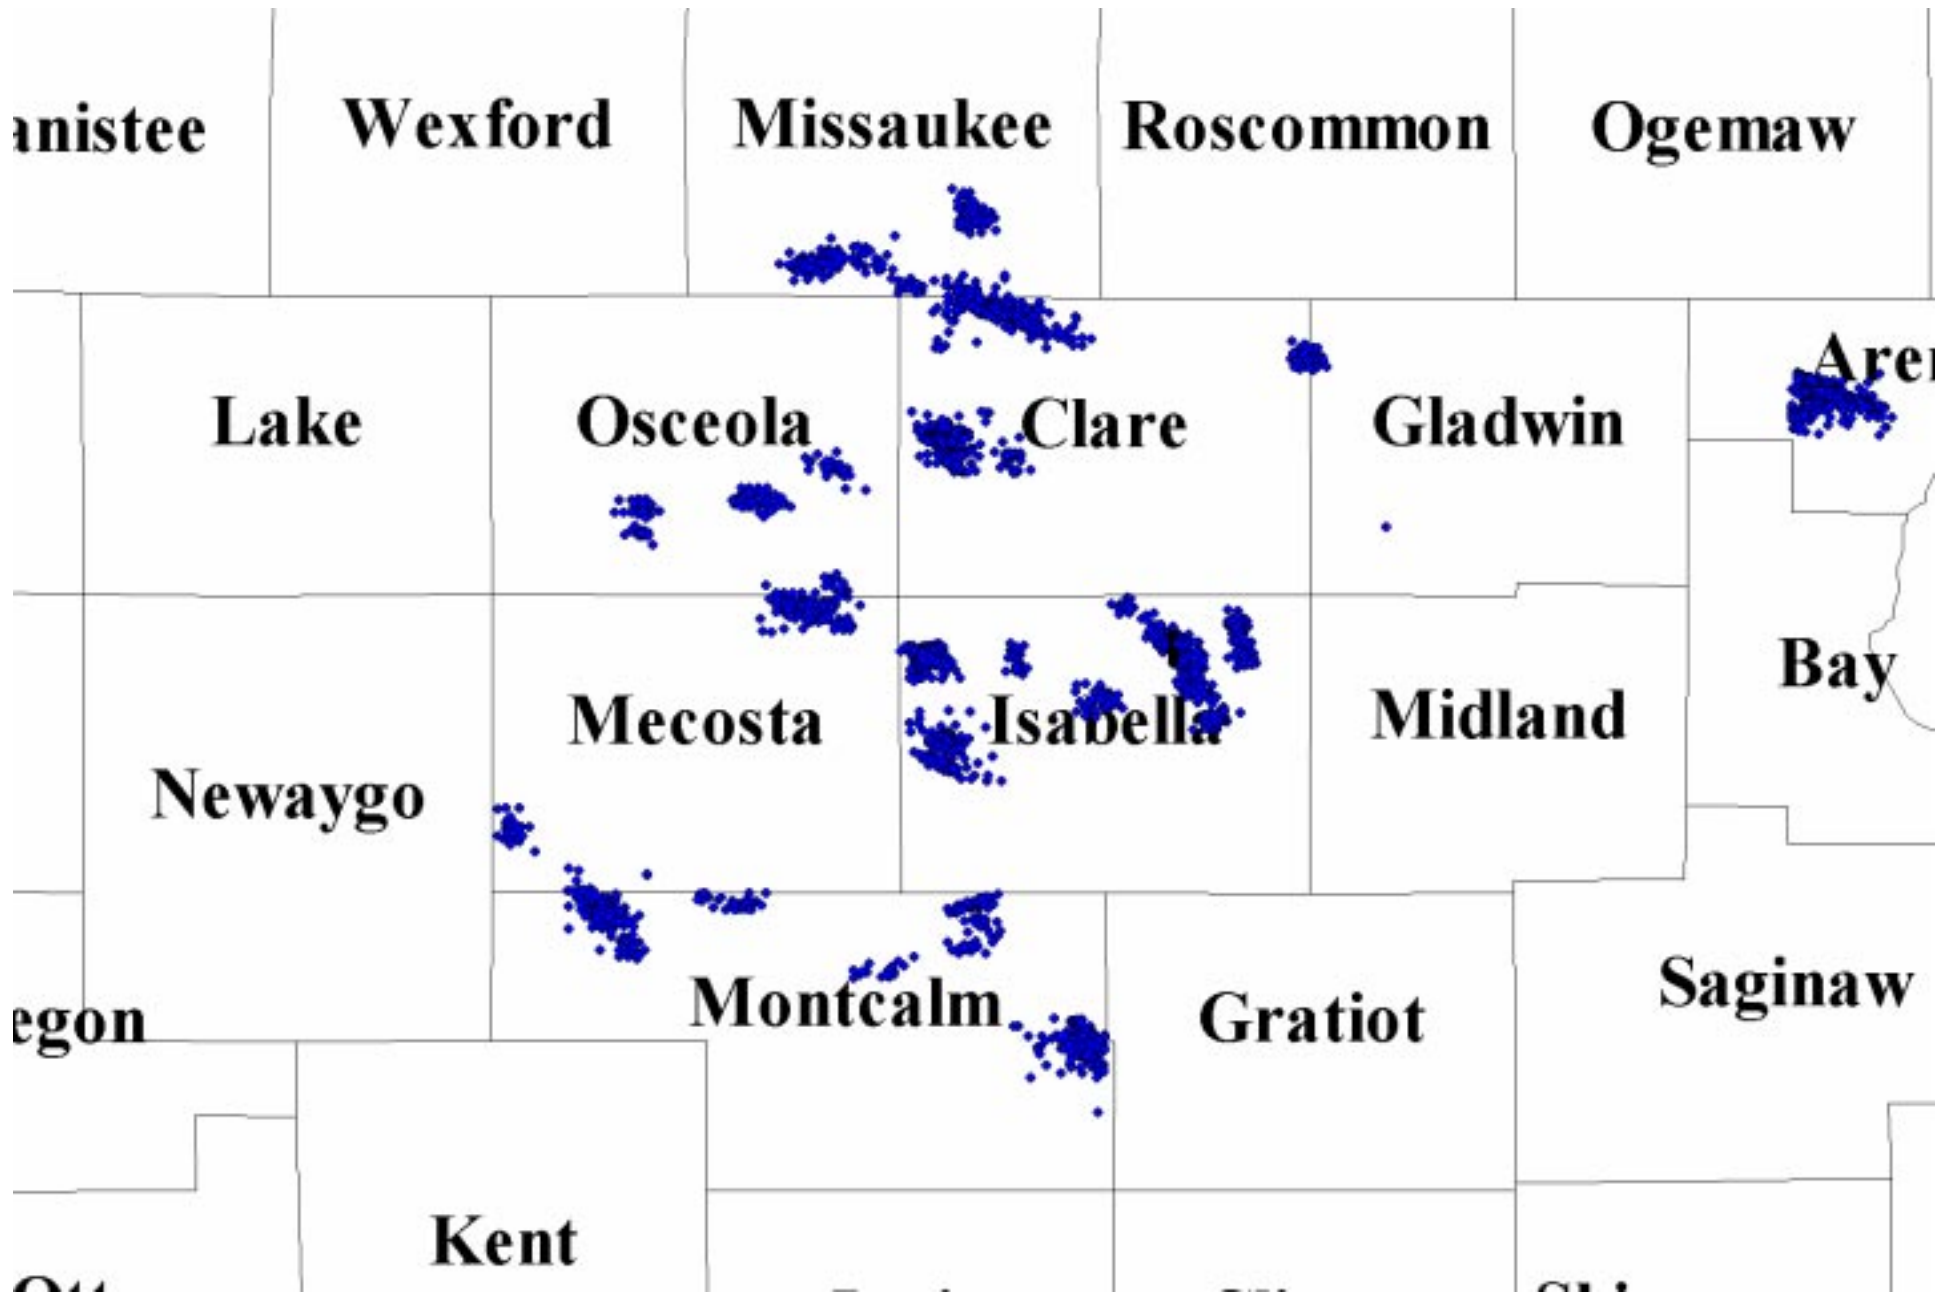 anistee Wexford Missaukee Roscommon Ogemaw
Lake Osceola Clare Gladwin Aren
Newaygo Mecosta Isabella Midland Bay
egon Montcalm Gratiot Saginaw
Kent
Ott